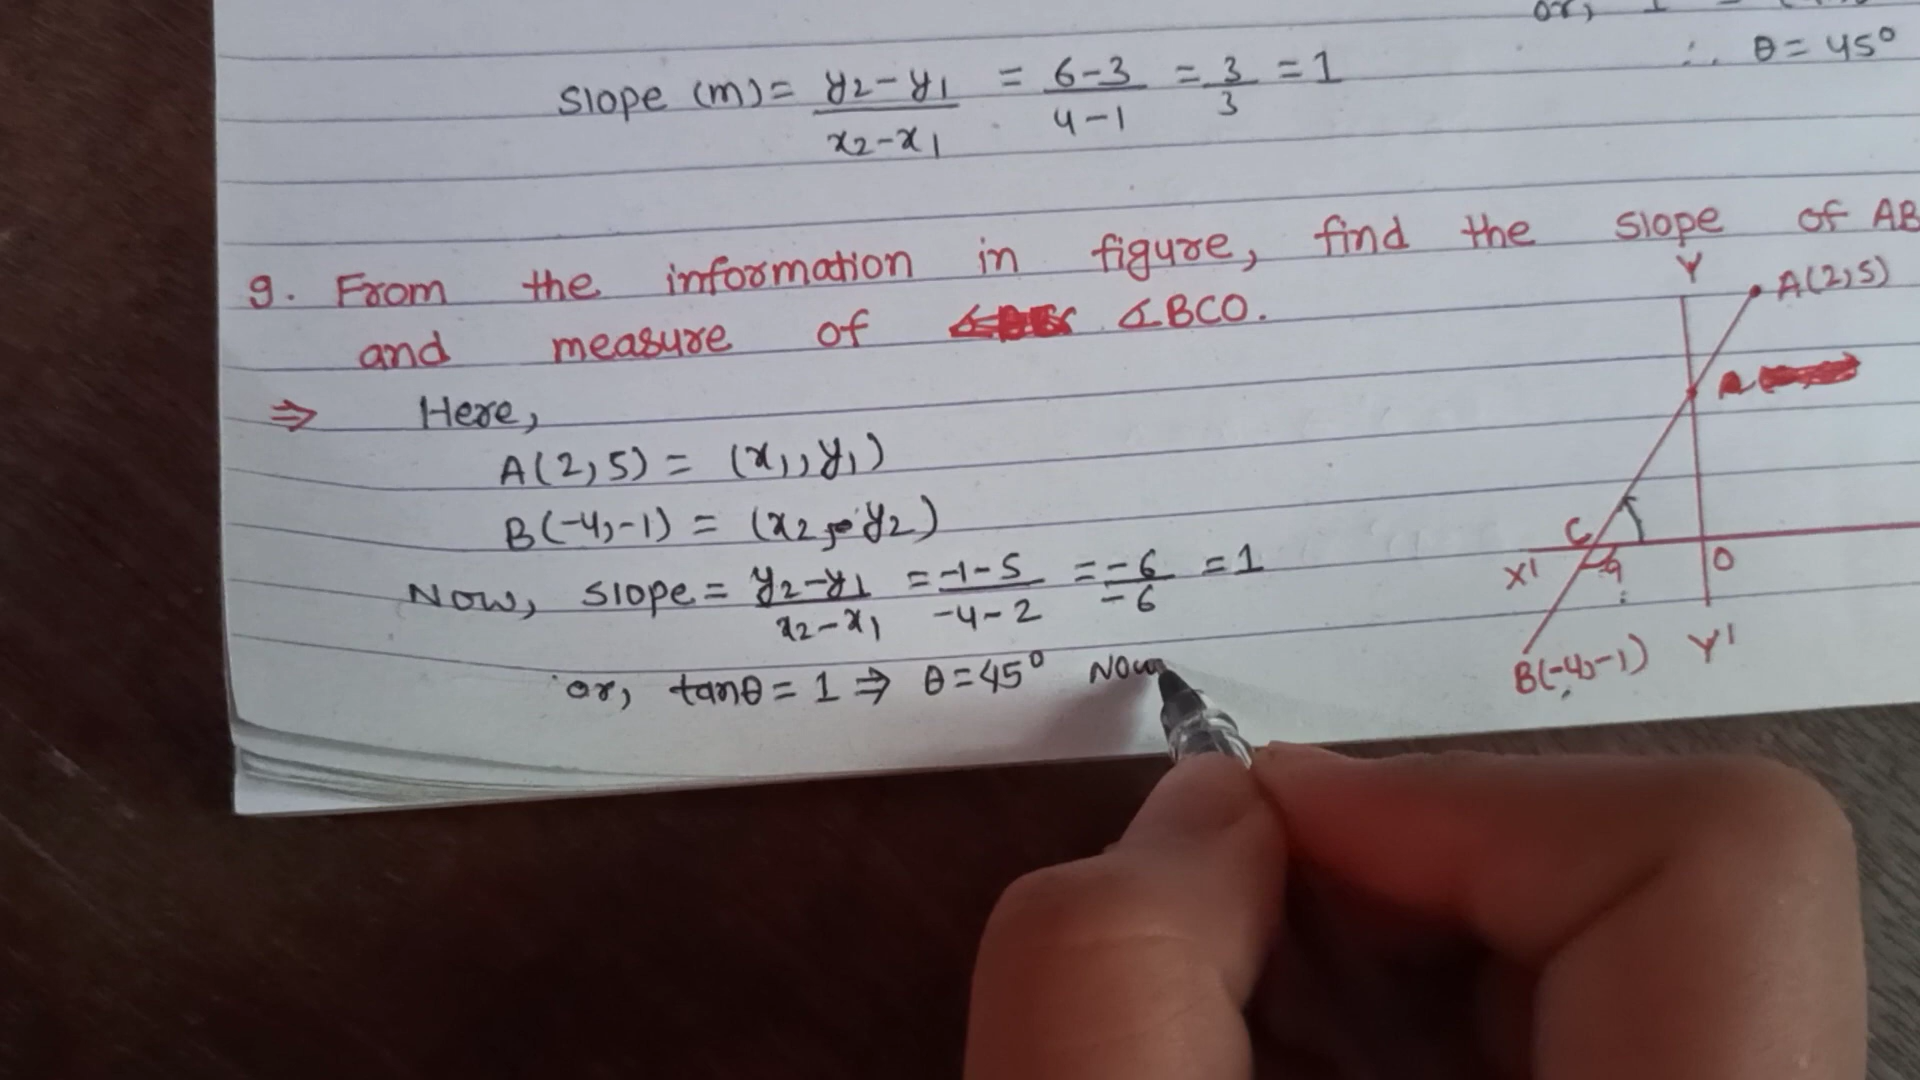 or,
∴ θ = 45°
Slope (m) = y2-y1/x2-x1 = 6-3/4-1 = 3/3 = 1
9. From the information in figure, find the slope of AB
and measure of ∡BCO.
⇒ Here,
A(2,5) = (x1, y1)
B(-4,-1) = (x2, y2)
Now, slope = y2-y1/x2-x1 = -1-5/-4-2 = -6/-6 = 1
or, tanθ = 1 ⇒ θ = 45° Now
Y
A(2,5)
C
X'
O
B(-4,-1)
Y'